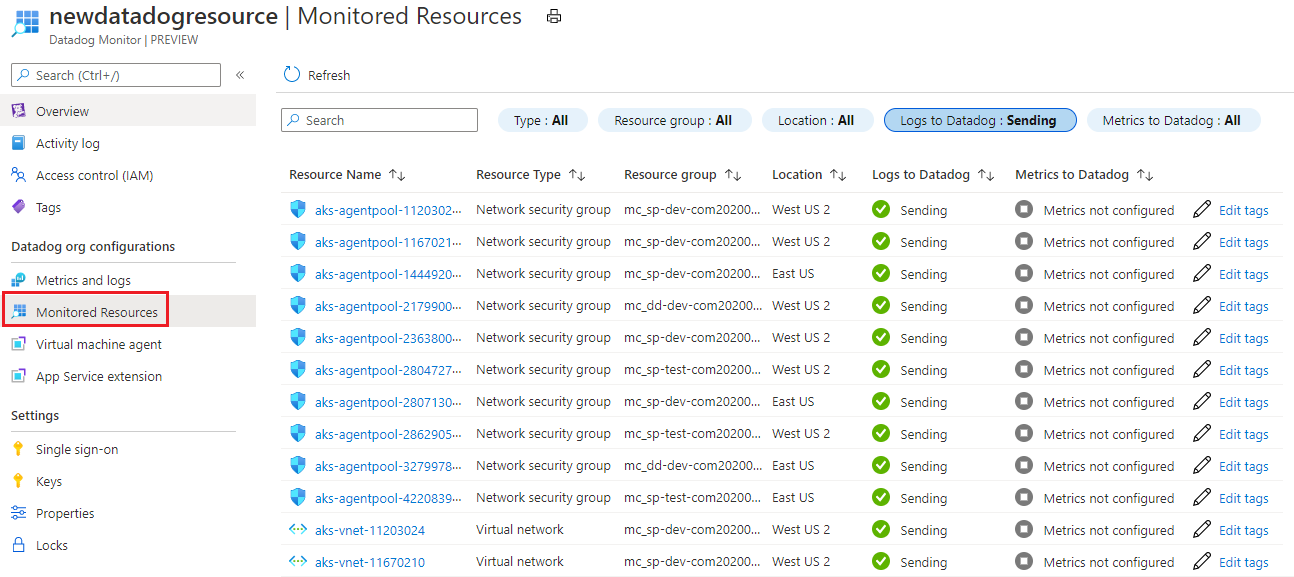 newdatadogresource | Monitored Resources
Datadog Monitor | PREVIEW
Search (Ctrl+/)
«
Overview
Activity log
Access control (IAM)
Tags
Datadog org configurations
Metrics and logs
Monitored Resources
Virtual machine agent
App Service extension
Settings
Single sign-on
Keys
Properties
Locks
Refresh
Search Type : All Resource group : All Location : All Logs to Datadog : Sending Metrics to Datadog : All
Resource Name ↑↓ Resource Type ↑↓ Resource group ↑↓ Location ↑↓ Logs to Datadog ↑↓ Metrics to Datadog ↑↓
aks-agentpool-1120302... Network security group mc_sp-dev-com20200... West US 2 Sending Metrics not configured Edit tags
aks-agentpool-1167021... Network security group mc_sp-dev-com20200... West US 2 Sending Metrics not configured Edit tags
aks-agentpool-1444920... Network security group mc_sp-dev-com20200... East US Sending Metrics not configured Edit tags
aks-agentpool-2179900... Network security group mc_dd-dev-com20200... West US 2 Sending Metrics not configured Edit tags
aks-agentpool-2363800... Network security group mc_sp-dev-com20200... West US 2 Sending Metrics not configured Edit tags
aks-agentpool-2804727... Network security group mc_sp-test-com20200... West US 2 Sending Metrics not configured Edit tags
aks-agentpool-2807130... Network security group mc_sp-dev-com20200... East US Sending Metrics not configured Edit tags
aks-agentpool-2862905... Network security group mc_sp-test-com20200... West US 2 Sending Metrics not configured Edit tags
aks-agentpool-3279978... Network security group mc_dd-dev-com20200... East US Sending Metrics not configured Edit tags
aks-agentpool-4220839... Network security group mc_sp-test-com20200... East US Sending Metrics not configured Edit tags
aks-vnet-11203024 Virtual network mc_sp-dev-com20200... West US 2 Sending Metrics not configured Edit tags
aks-vnet-11670210 Virtual network mc_sp-dev-com20200... West US 2 Sending Metrics not configured Edit tags